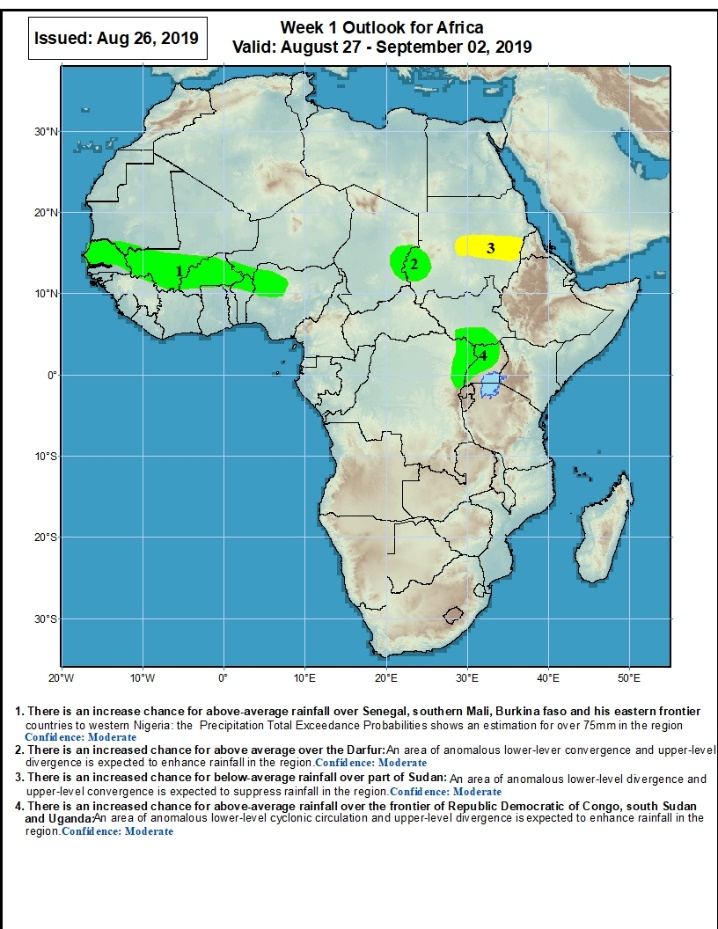 Issued: Aug 26, 2019
Week 1 Outlook for Africa
Valid: August 27 - September 02, 2019
30°N
20°N
10°N
0°
10°S
20°S
30°S
1
2
3
4
20°W
10°W
0°
10°E
20°E
30°E
40°E
50°E
1. There is an increase chance for above-average rainfall over Senegal, southern Mali, Burkina faso and his eastern frontier
countries to western Nigeria: the Precipitation Total Exceedance Probabilities shows an estimation for over 75mm in the region
Confidence: Moderate
2. There is an increased chance for above average over the Darfur:An area of anomalous lower-lever convergence and upper-level
divergence is expected to enhance rainfall in the region.Confidence: Moderate
3. There is an increased chance for below-average rainfall over part of Sudan: An area of anomalous lower-level divergence and
upper-level convergence is expected to suppress rainfall in the region.Confidence: Moderate
4. There is an increased chance for above-average rainfall over the frontier of Republic Democratic of Congo, south Sudan
and Uganda:An area of anomalous lower-level cyclonic circulation and upper-level divergence is expected to enhance rainfall in the
region.Confidence: Moderate